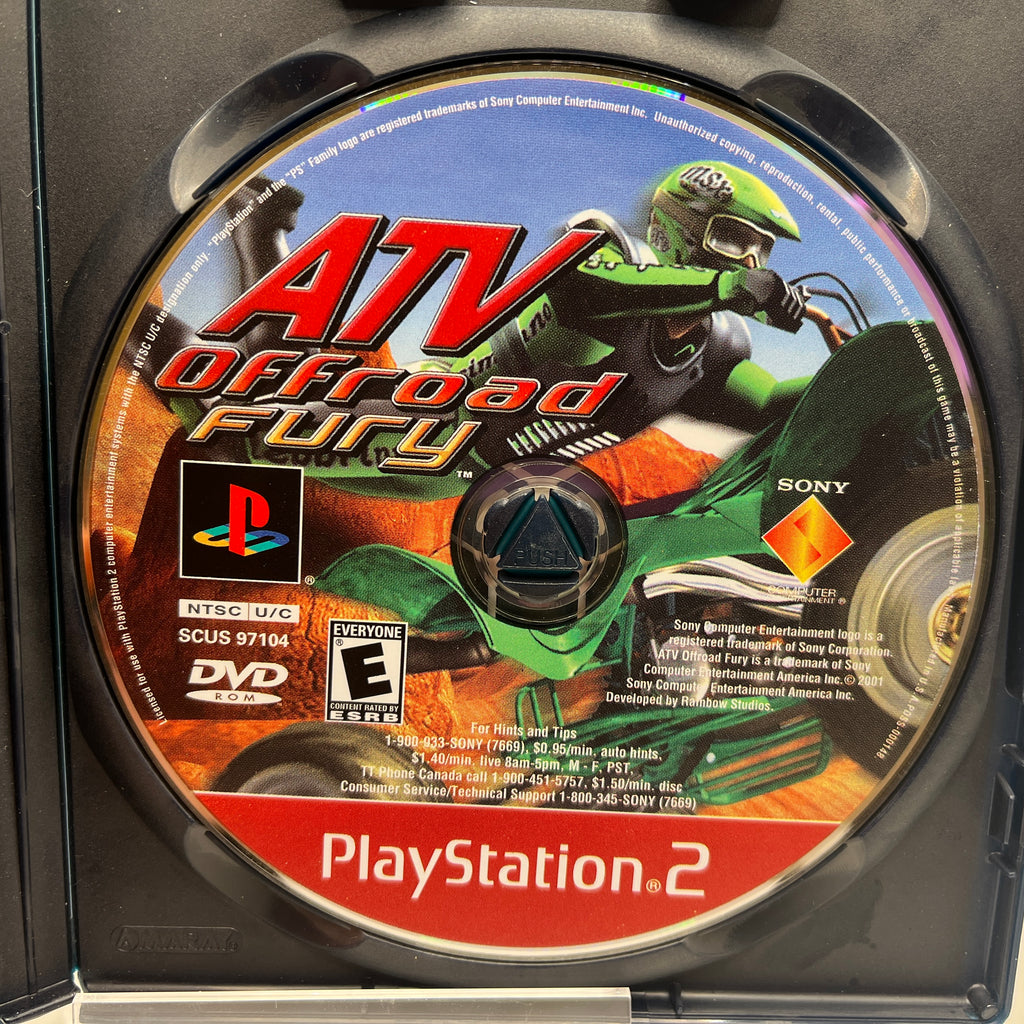 Licensed for use with PlayStation 2 computer entertainment systems with the NTSC U/C designation only. "PlayStation" and the "PS" Family logo are registered trademarks of Sony Computer Entertainment Inc. Unauthorized copying, reproduction, rental, public performance or broadcast of this game may be a violation of applicable
MSR
ATV
Offroad
Fury
TM
PUSH
SONY
COMPUTER
ENTERTAINMENT ®
®
NTSC U/C
SCUS 97104
DVD
ROM
EVERYONE
®
E
CONTENT RATED BY
ESRB
Sony Computer Entertainment logo is a
registered trademark of Sony Corporation.
ATV Offroad Fury is a trademark of Sony
Computer Entertainment America Inc. © 2001
Sony Computer Entertainment America Inc.
Developed by Rainbow Studios.
For Hints and Tips
1-900-933-SONY (7669), $0.95/min. auto hints,
$1.40/min. live 8am-5pm, M - F, PST,
TT Phone Canada call 1-900-451-5757, $1.50/min. disc
Consumer Service/Technical Support 1-800-345-SONY (7669)
PlayStation®2
AMARAY